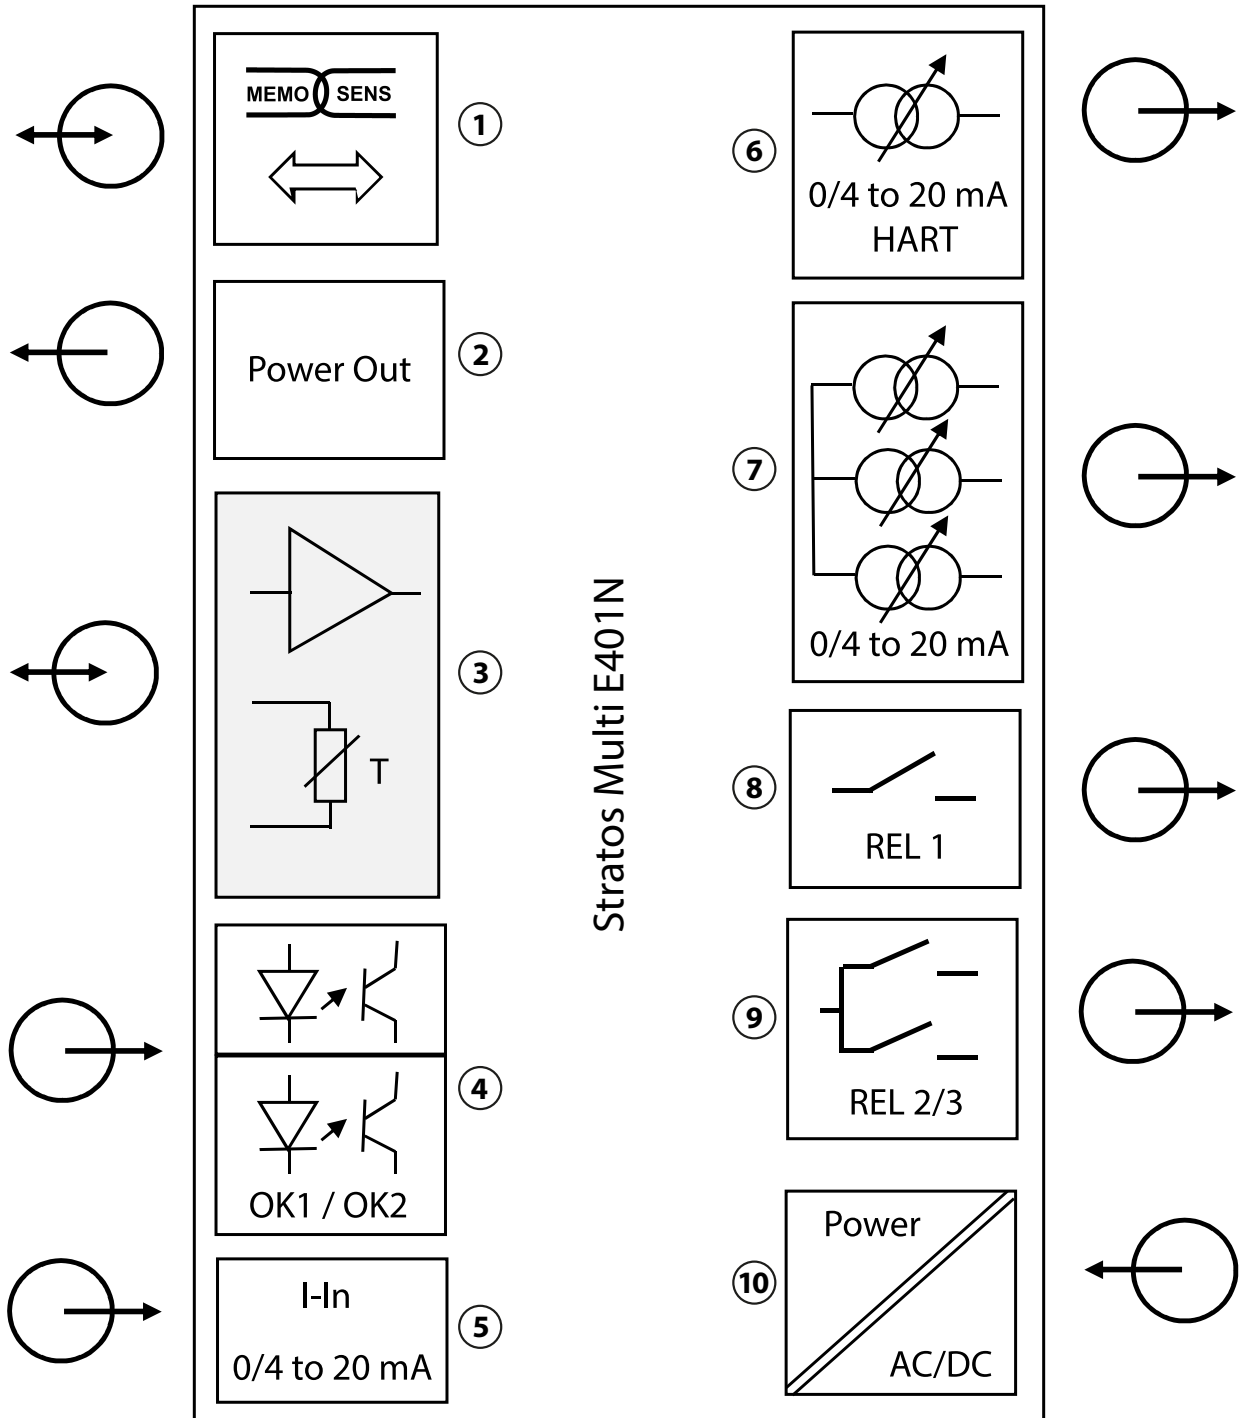 MEMO SENS
1
Power Out
2
3
T
4
OK1 / OK2
I-In
0/4 to 20 mA
5
Stratos Multi E401N
6
0/4 to 20 mA
HART
7
0/4 to 20 mA
8
REL 1
9
REL 2/3
10
Power
AC/DC